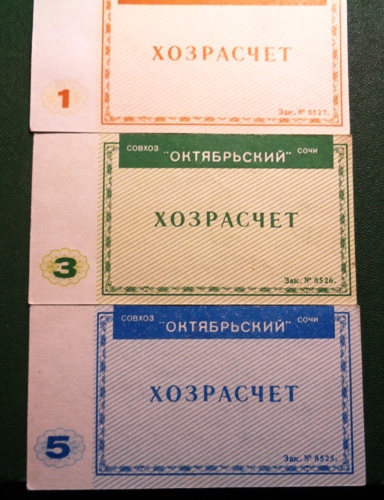 ХОЗРАСЧЕТ
1
Зак. № 8527.
СОВХОЗ "ОКТЯБРЬСКИЙ" СОЧИ
ХОЗРАСЧЕТ
3
Зак. № 8526.
СОВХОЗ "ОКТЯБРЬСКИЙ" СОЧИ
ХОЗРАСЧЕТ
5
Зак. № 8525.